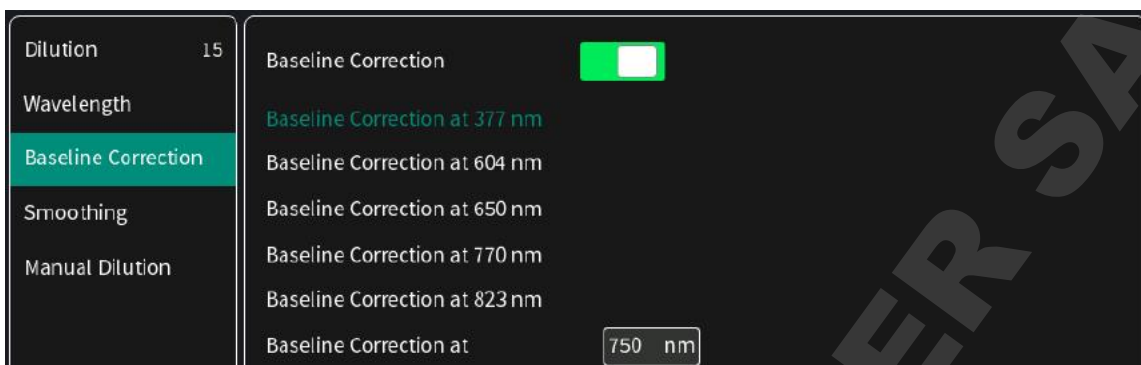 Dilution 15
Wavelength
Baseline Correction
Smoothing
Manual Dilution
Baseline Correction
Baseline Correction at 377 nm
Baseline Correction at 604 nm
Baseline Correction at 650 nm
Baseline Correction at 770 nm
Baseline Correction at 823 nm
Baseline Correction at 750 nm
ER SA